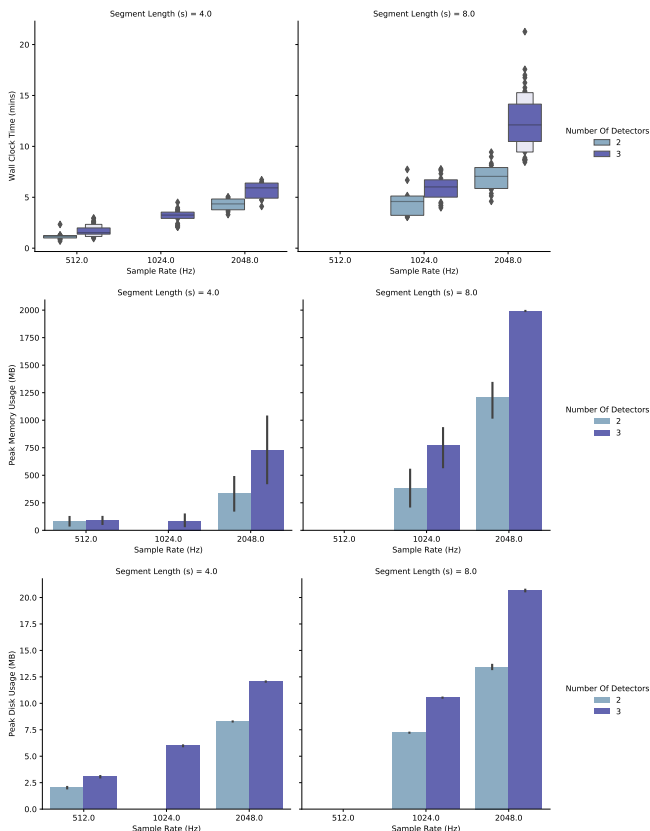 Segment Length (s) = 4.0
Segment Length (s) = 8.0
Wall Clock Time (mins)
20
15
10
5
0
512.0
1024.0
2048.0
512.0
1024.0
2048.0
Sample Rate (Hz)
Sample Rate (Hz)
Number Of Detectors
2
3
Segment Length (s) = 4.0
Segment Length (s) = 8.0
Peak Memory Usage (MB)
2000
1750
1500
1250
1000
750
500
250
0
512.0
1024.0
2048.0
512.0
1024.0
2048.0
Sample Rate (Hz)
Sample Rate (Hz)
Number Of Detectors
2
3
Segment Length (s) = 4.0
Segment Length (s) = 8.0
Peak Disk Usage (MB)
20.0
17.5
15.0
12.5
10.0
7.5
5.0
2.5
0.0
512.0
1024.0
2048.0
512.0
1024.0
2048.0
Sample Rate (Hz)
Sample Rate (Hz)
Number Of Detectors
2
3